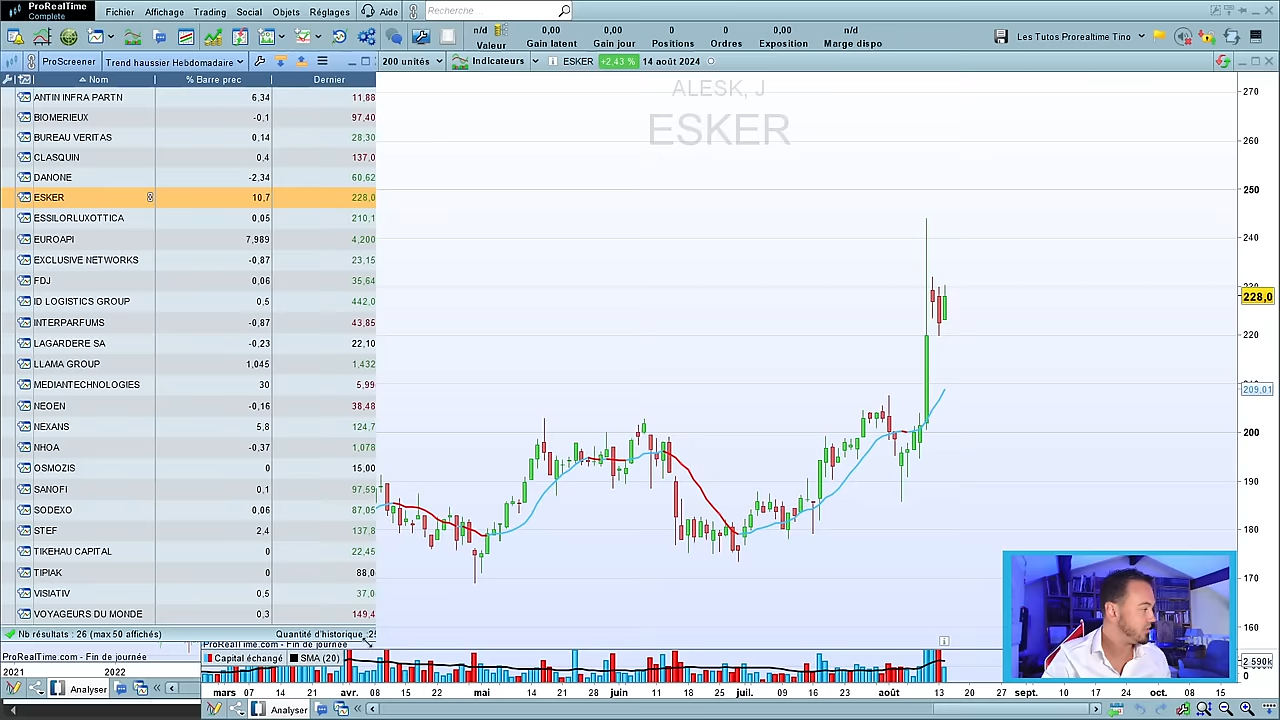 ProRealTime
Complete
Fichier Affichage Trading Social Objets Réglages Aide
Recherche ...
n/d 0,00 0,00 0 0 0,00 n/d
Valeur Gain latent Gain jour Positions Ordres Exposition Marge dispo
Les Tutos Prorealtime Tino
ProScreener Trend haussier Hebdomadaire
200 unités Indicateurs ESKER +2,43 % 14 août 2024
Nom % Barre prec Dernier
ANTIN INFRA PARTN 6,34 11,88
BIOMERIEUX -0,1 97,40
BUREAU VERITAS 0,14 28,30
CLASQUIN 0,4 137,0
DANONE -2,34 60,62
ESKER 10,7 228,0
ESSILORLUXOTTICA 0,05 210,1
EUROAPI 7,989 4,200
EXCLUSIVE NETWORKS -0,87 23,15
FDJ 0,06 35,64
ID LOGISTICS GROUP 0,5 442,0
INTERPARFUMS -0,87 43,85
LAGARDERE SA -0,23 22,10
LLAMA GROUP 1,045 1,432
MEDIANTECHNOLOGIES 30 5,99
NEOEN -0,16 38,48
NEXANS 5,8 124,7
NHOA -0,37 1,078
OSMOZIS 0 15,00
SANOFI 0,1 97,59
SODEXO 0,06 87,05
STEF 2,4 137,8
TIKEHAU CAPITAL 0 22,45
TIPIAK 0 88,0
VISIATIV 0,5 37,0
VOYAGEURS DU MONDE 0,3 149,4
Nb résultats : 26 (max 50 affichés) Quantité d'historique
ALESK, J
ESKER
270
260
250
240
228,0
220
209,01
200
190
180
170
160
ProRealTime.com - Fin de journée
2021 2022
Analyser
ProRealTime.com - Fin de journée
Capital échangé SMA (20)
2 590k
0
mars 07 14 21 avr. 08 15 22 mai 14 21 28 juin 11 18 25 juil. 09 16 23 août 13 20 27 sept. 10 17 24 oct. 08 15
Analyser